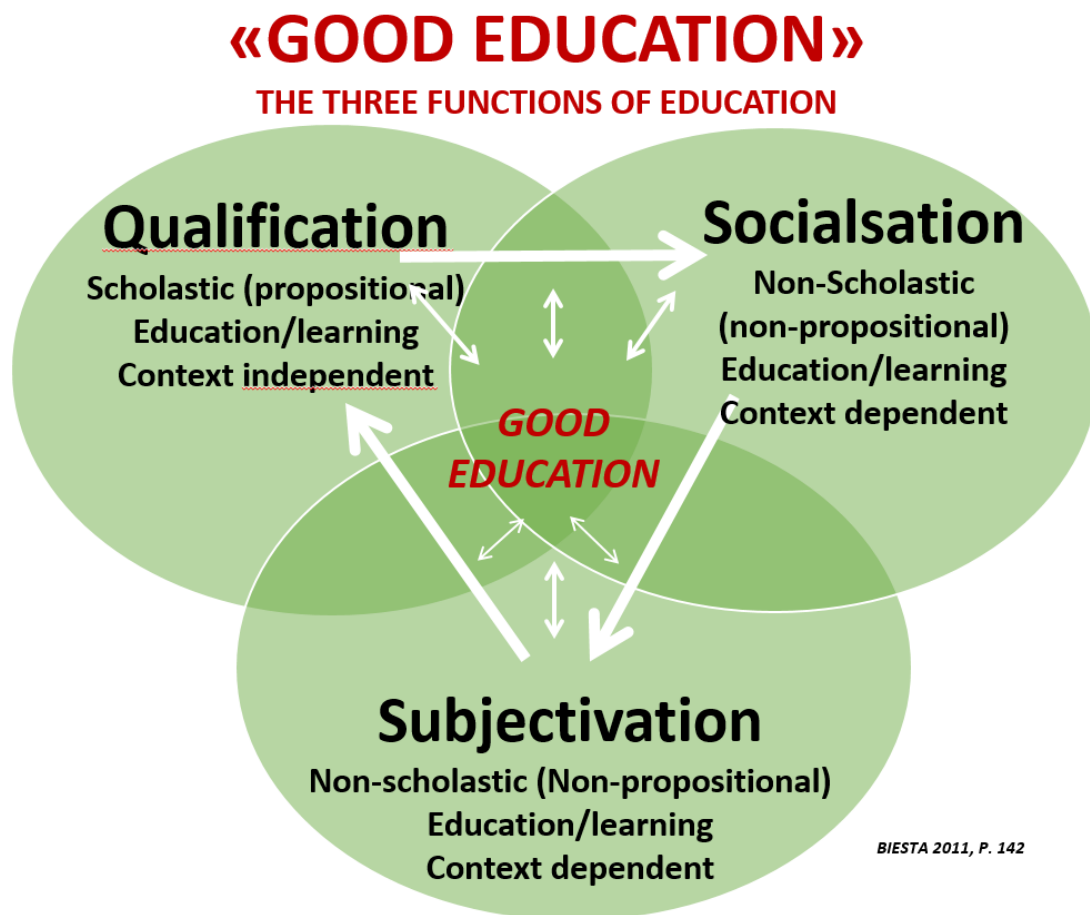 «GOOD EDUCATION»
THE THREE FUNCTIONS OF EDUCATION
Qualification
Scholastic (propositional)
Education/learning
Context independent
Socialsation
Non-Scholastic
(non-propositional)
Education/learning
Context dependent
GOOD
EDUCATION
Subjectivation
Non-scholastic (Non-propositional)
Education/learning
Context dependent
BIESTA 2011, P. 142